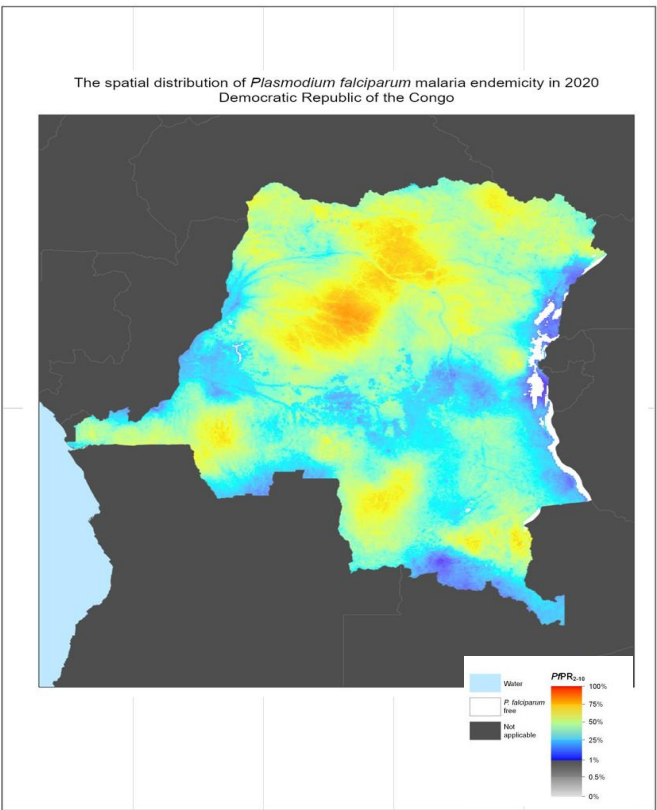 The spatial distribution of Plasmodium falciparum malaria endemicity in 2020
Democratic Republic of the Congo
Water
P. falciparum
free
Not
applicable
PfPR2-10
100%
75%
50%
25%
1%
0.5%
0%